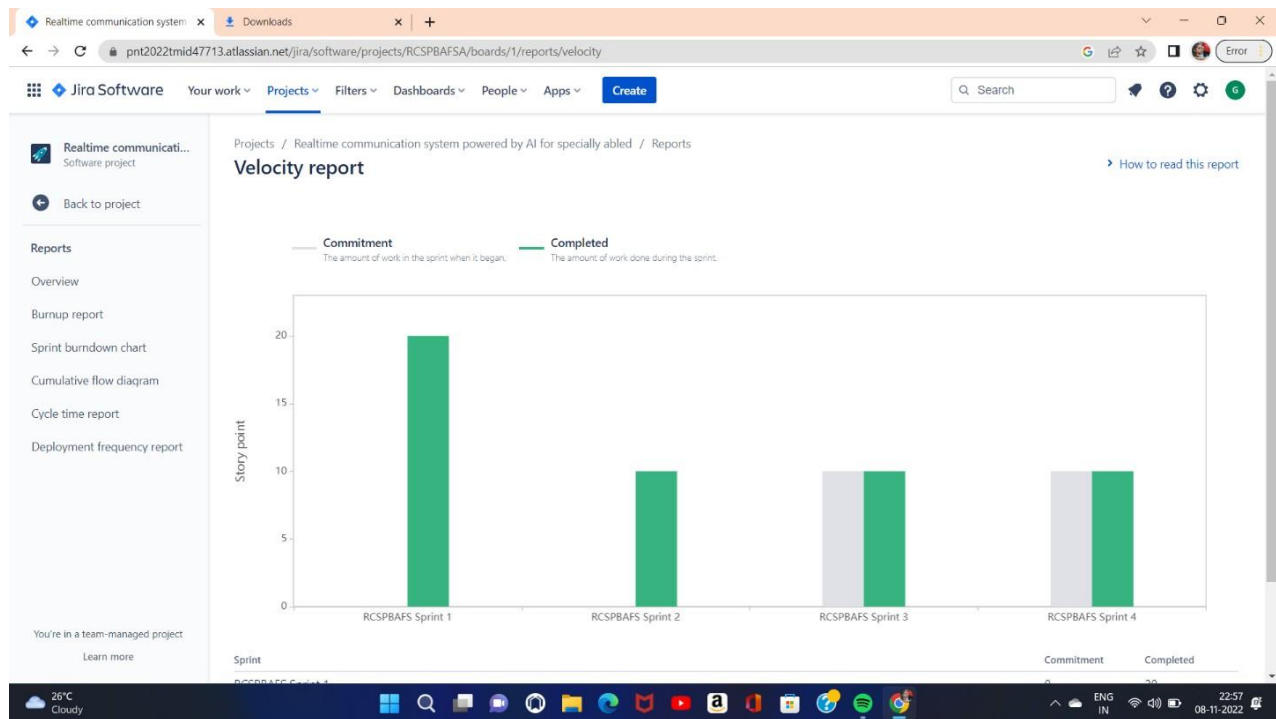 Realtime communication system
Downloads
pnt2022tmid47713.atlassian.net/jira/software/projects/RCSPBAFSA/boards/1/reports/velocity
Error
Jira Software Your work Projects Filters Dashboards People Apps Create Search G
Realtime communicati...
Software project
Back to project
Reports
Overview
Burnup report
Sprint burndown chart
Cumulative flow diagram
Cycle time report
Deployment frequency report
You're in a team-managed project
Learn more
Projects / Realtime communication system powered by AI for specially abled / Reports
Velocity report
How to read this report
Commitment
The amount of work in the sprint when it began.
Completed
The amount of work done during the sprint.
Story point
20
15
10
5
0
RCSPBAFS Sprint 1 RCSPBAFS Sprint 2 RCSPBAFS Sprint 3 RCSPBAFS Sprint 4
Sprint Commitment Completed
RCSPBAFS Sprint 1 0 20
26°C
Cloudy
ENG
IN
22:57
08-11-2022